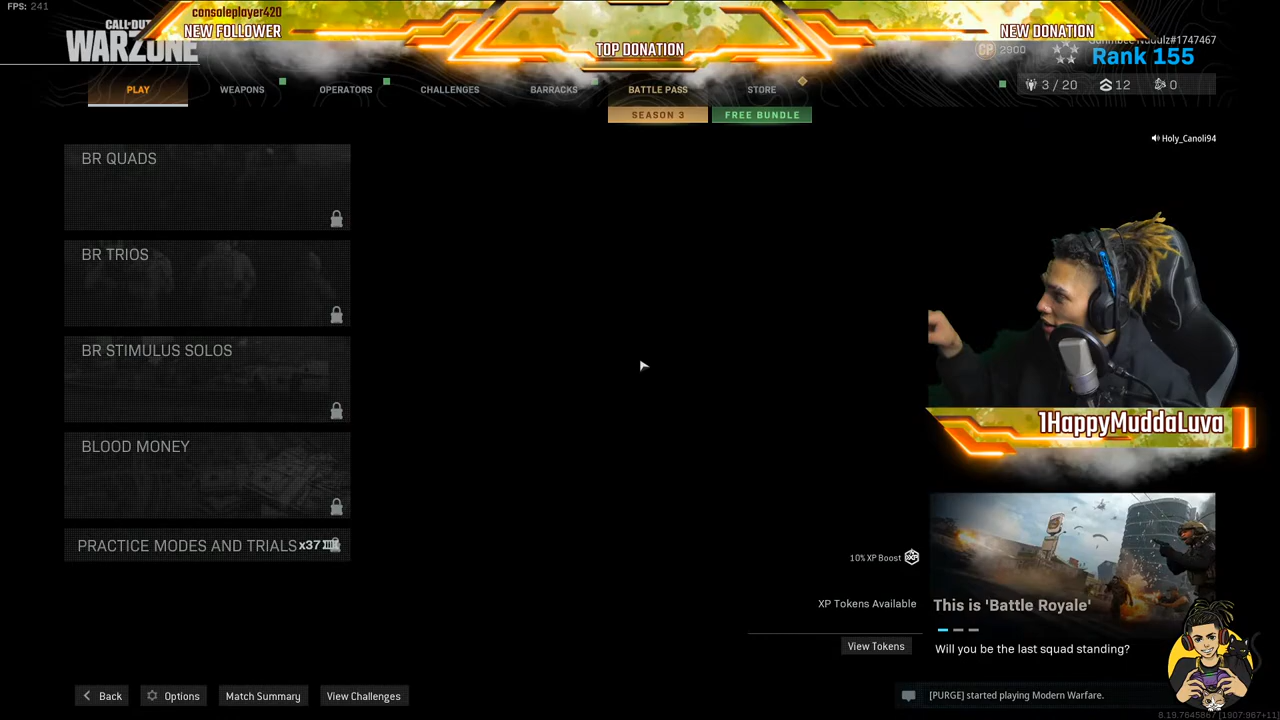 FPS: 241
consoleplayer420
NEW FOLLOWER
TOP DONATION
NEW DONATION
CALL OF DUTY
WARZONE
CP 2900
#1747467
Rank 155
PLAY
WEAPONS
OPERATORS
CHALLENGES
BARRACKS
BATTLE PASS
STORE
3 / 20
12
0
SEASON 3
FREE BUNDLE
Holy_Canoli94
BR QUADS
BR TRIOS
BR STIMULUS SOLOS
BLOOD MONEY
PRACTICE MODES AND TRIALS
1HappyMuddaLuva
10% XP Boost
XP Tokens Available
View Tokens
This is 'Battle Royale'
Will you be the last squad standing?
Back
Options
Match Summary
View Challenges
[PURGE] started playing Modern Warfare.